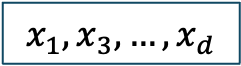 x₁, x₃, …, x_d